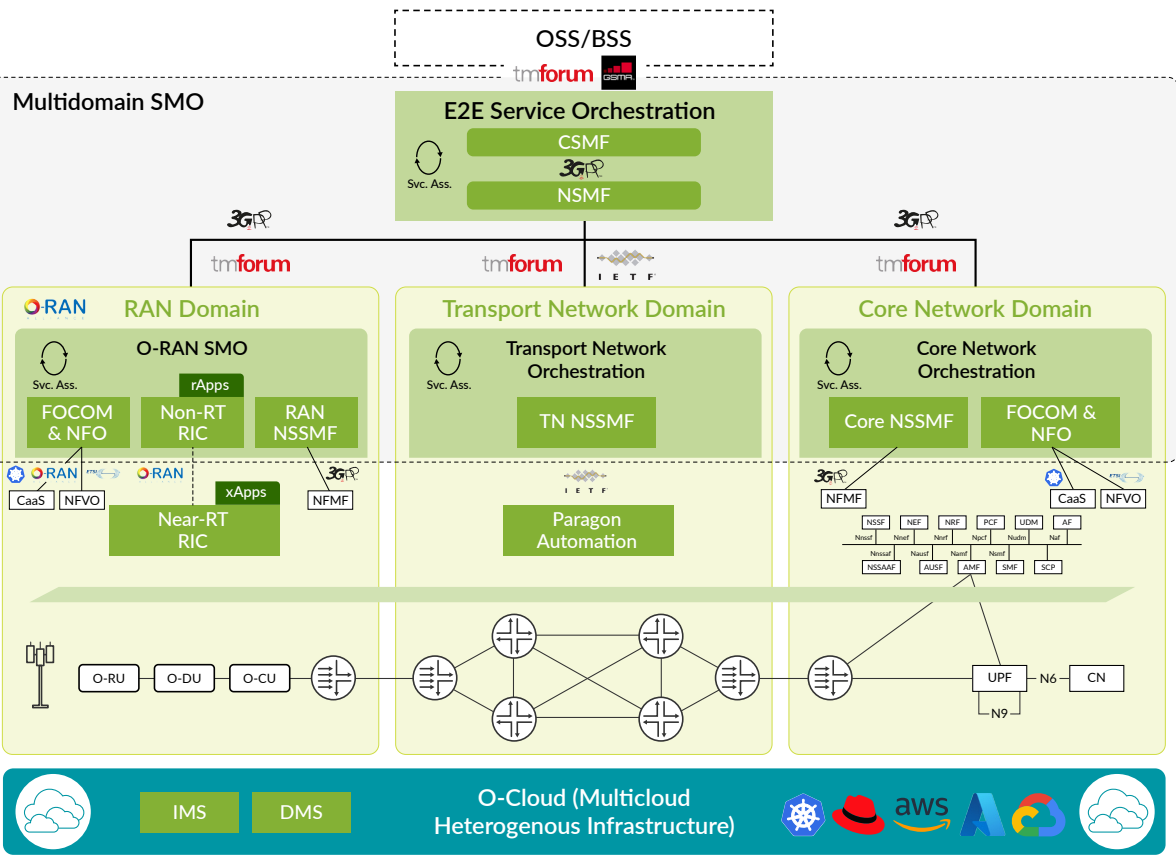 OSS/BSS
tmforum GSMA
Multidomain SMO
E2E Service Orchestration
CSMF
3GPP
Svc. Ass.
NSMF
3GPP
3GPP
tmforum
tmforum
IETF
tmforum
O-RAN
ALLIANCE
RAN Domain
O-RAN SMO
Svc. Ass.
rApps
FOCOM
& NFO
Non-RT
RIC
RAN
NSSMF
O-RAN
ETSI
O-RAN
3GPP
CaaS
NFVO
NFMF
xApps
Near-RT
RIC
O-RU
O-DU
O-CU
Transport Network Domain
Transport Network
Orchestration
Svc. Ass.
TN NSSMF
IETF
Paragon
Automation
Core Network Domain
Core Network
Orchestration
Svc. Ass.
Core NSSMF
FOCOM &
NFO
3GPP
NFMF
CaaS
NFVO
NSSF NEF NRF PCF UDM AF
Nnssf Nnef Nnrf Npcf Nudm Naf
Nnssaf Nausf Namf Nsmf
NSSAAF AUSF AMF SMF SCP
UPF
N6
CN
N9
IMS
DMS
O-Cloud (Multicloud
Heterogenous Infrastructure)
aws